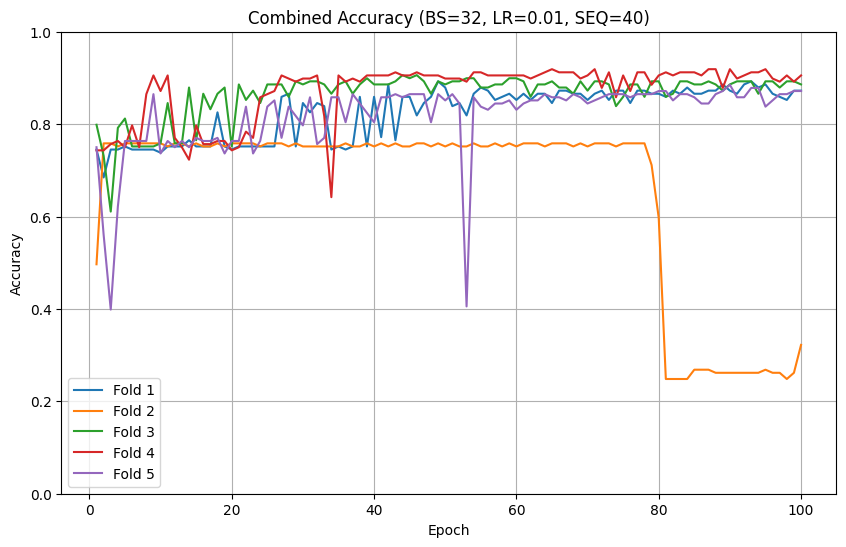 Combined Accuracy (BS=32, LR=0.01, SEQ=40)
1.0
0.8
0.6
0.4
0.2
0.0
Accuracy
Fold 1
Fold 2
Fold 3
Fold 4
Fold 5
0 20 40 60 80 100
Epoch